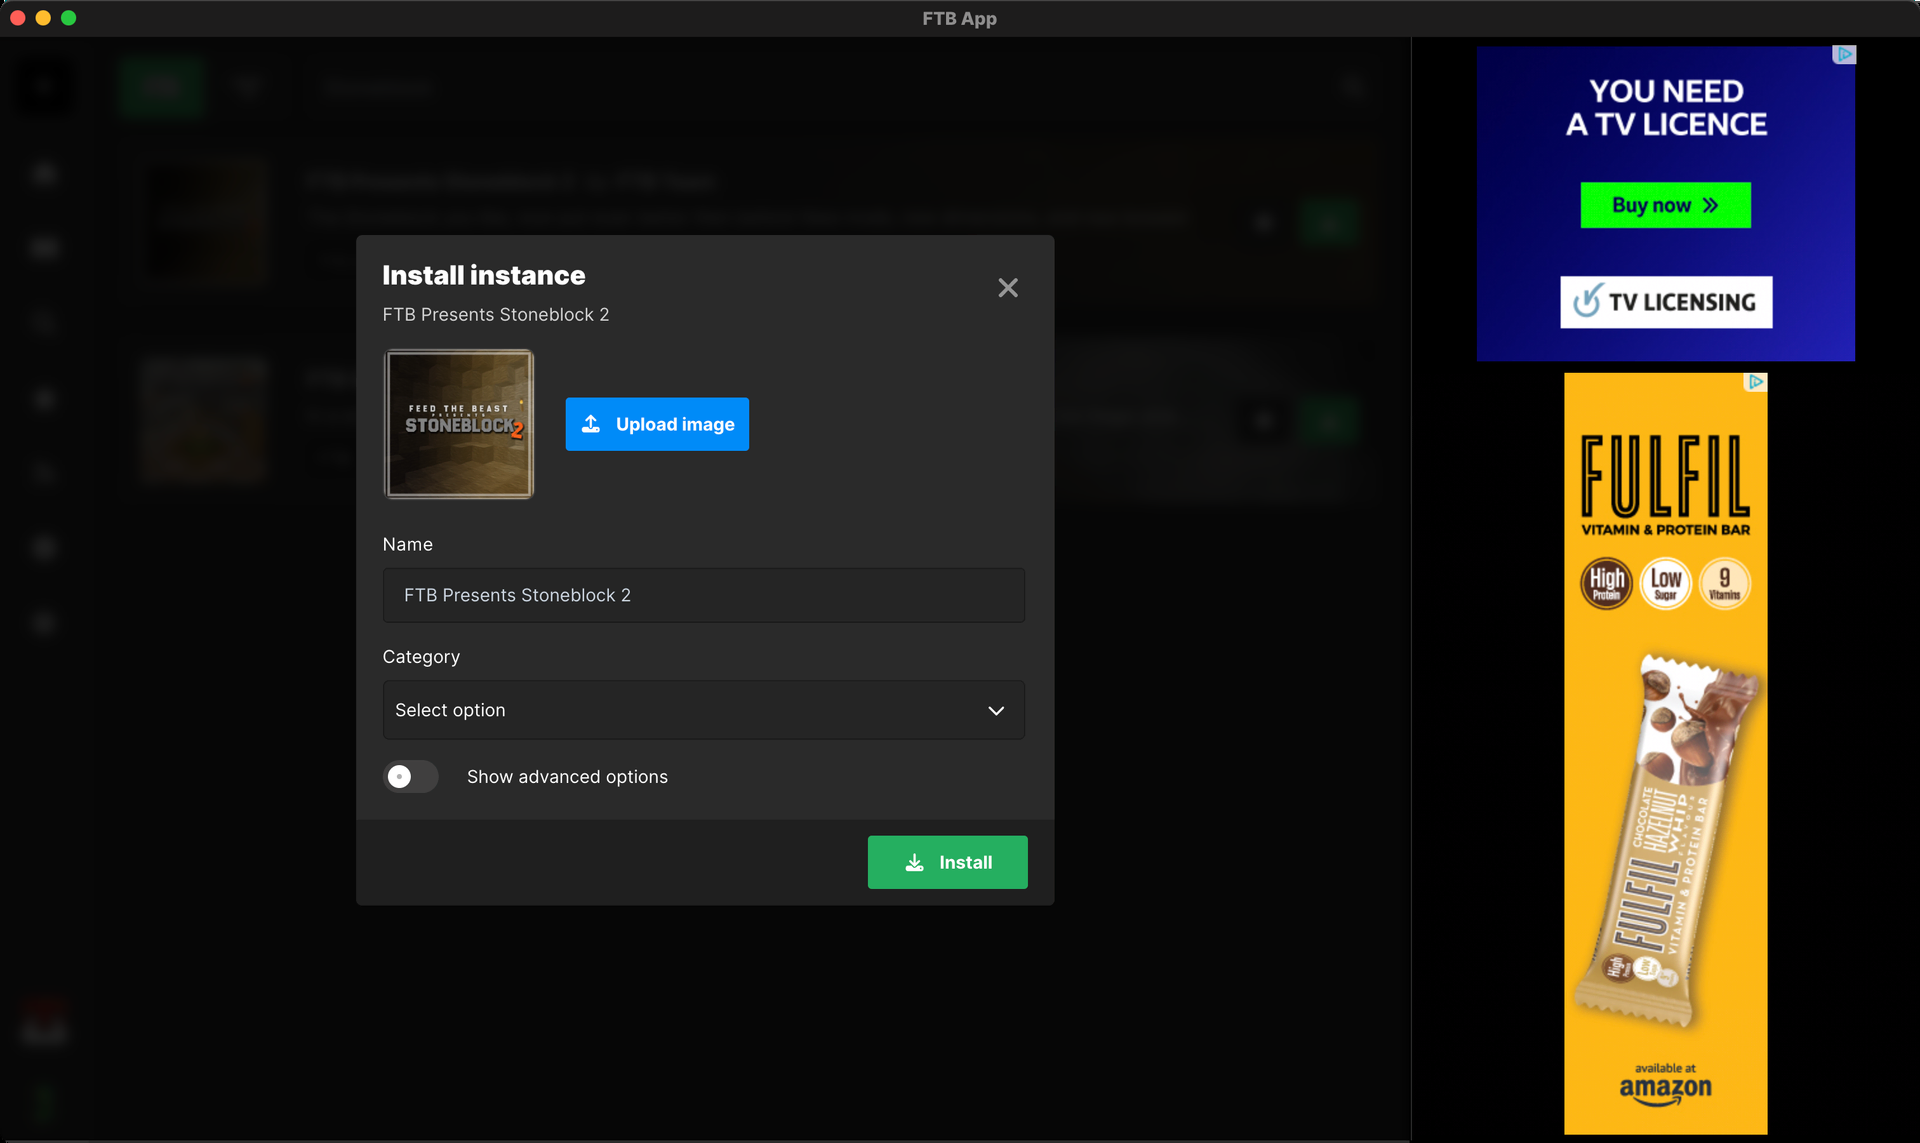 FTB App
Install instance
FTB Presents Stoneblock 2
FEED THE BEAST
PRESENTS
STONEBLOCK 2
Upload image
Name
FTB Presents Stoneblock 2
Category
Select option
Show advanced options
Install
YOU NEED
A TV LICENCE
Buy now
TV LICENSING
FULFIL
VITAMIN & PROTEIN BAR
High
Protein
Low
Sugar
9
Vitamins
CHOCOLATE
HAZELNUT
WHIP
FLAVOUR
FULFIL
VITAMIN & PROTEIN BAR
High
available at
amazon